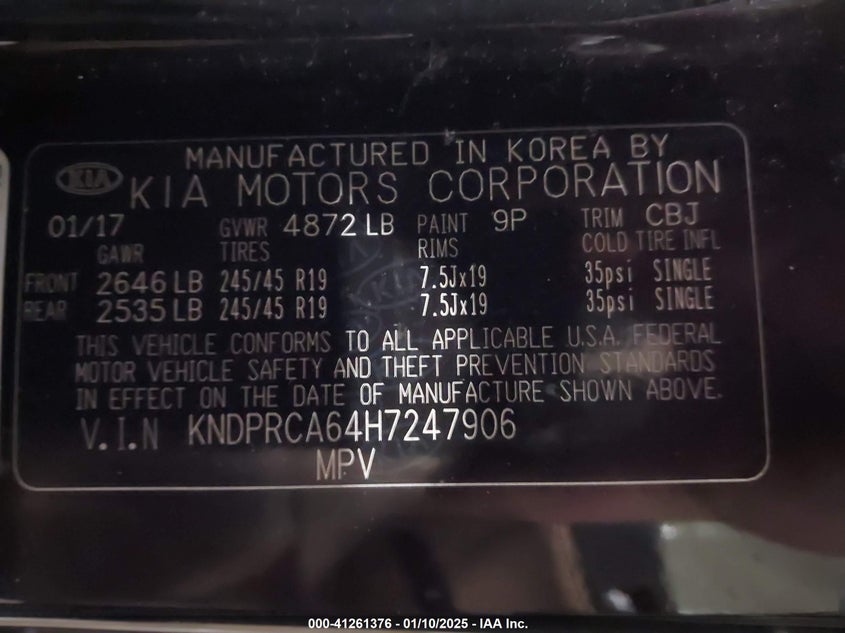 MANUFACTURED IN KOREA BY
KIA KIA MOTORS CORPORATION
01/17 GVWR 4872 LB PAINT 9P TRIM CBJ
GAWR TIRES RIMS COLD TIRE INFL
FRONT 2646 LB 245/45 R19 7.5Jx19 35psi SINGLE
REAR 2535 LB 245/45 R19 7.5Jx19 35psi SINGLE
THIS VEHICLE CONFORMS TO ALL APPLICABLE U.S.A. FEDERAL
MOTOR VEHICLE SAFETY AND THEFT PREVENTION STANDARDS
IN EFFECT ON THE DATE OF MANUFACTURE SHOWN ABOVE.
V.I.N KNDPRCA64H7247906
MPV
000-41261376 - 01/10/2025 - IAA Inc.